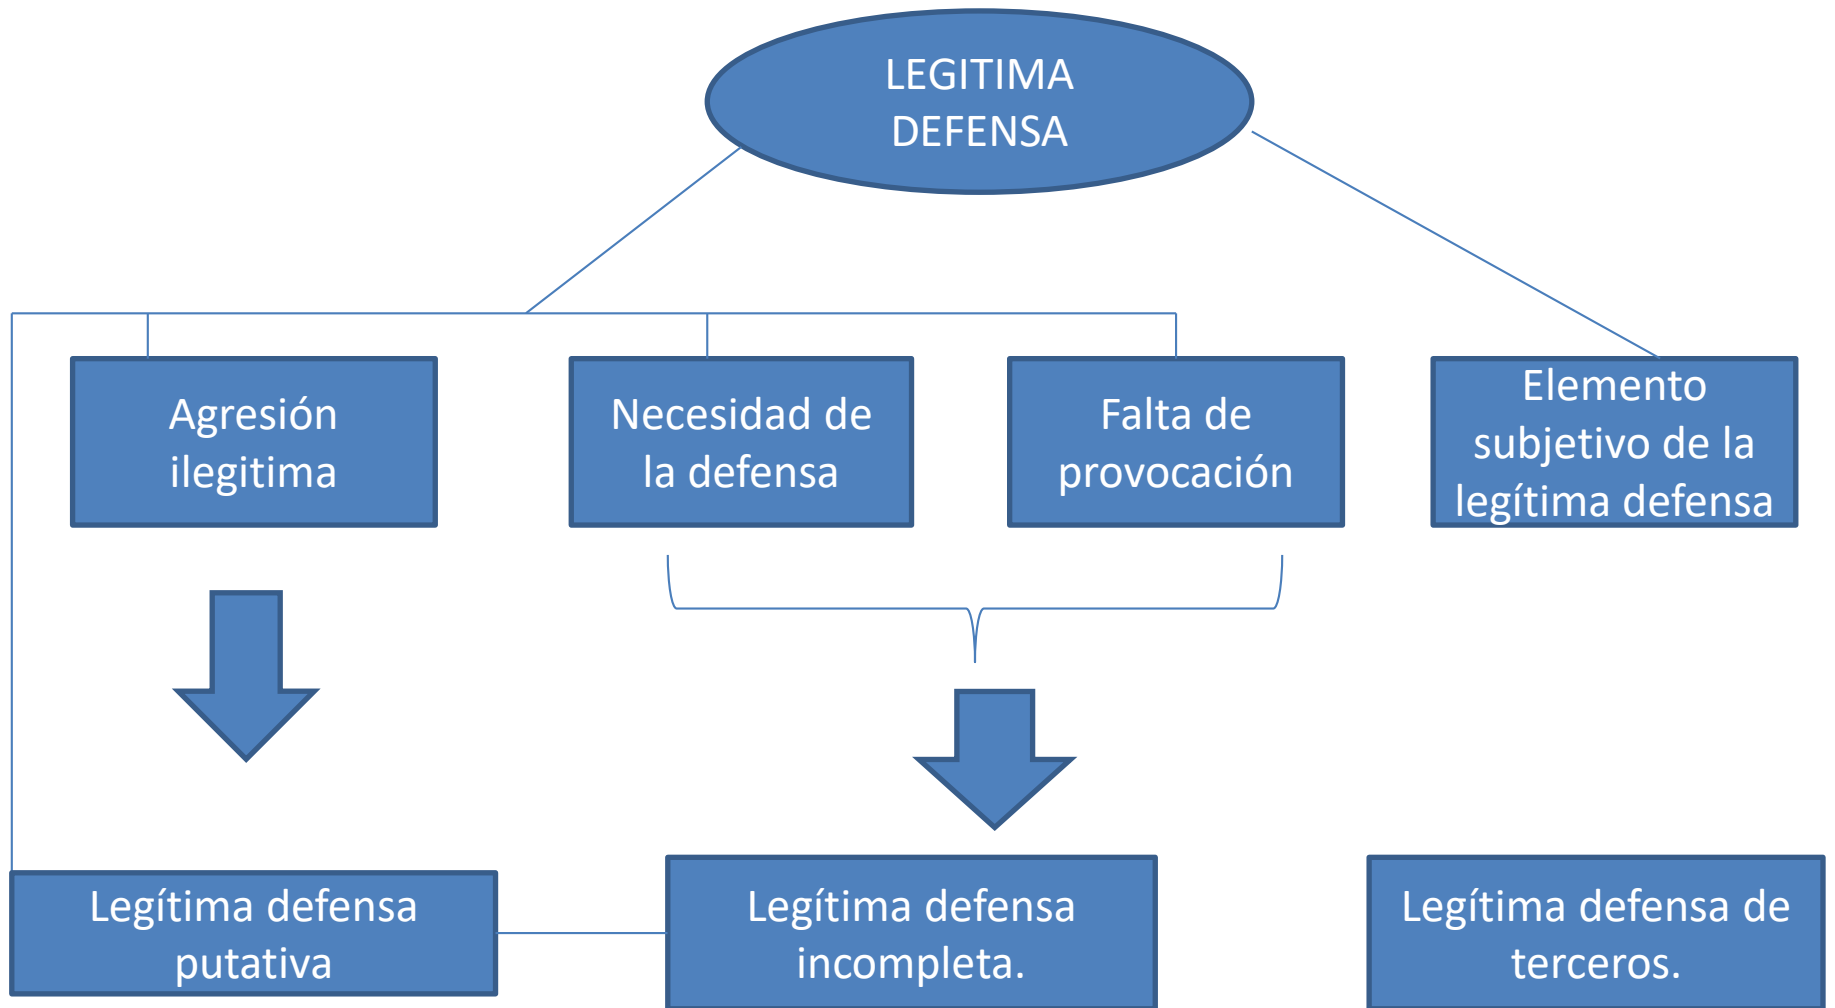 LEGITIMA
DEFENSA
Agresión
ilegitima
Necesidad de
la defensa
Falta de
provocación
Elemento
subjetivo de la
legítima defensa
Legítima defensa
putativa
Legítima defensa
incompleta.
Legítima defensa de
terceros.